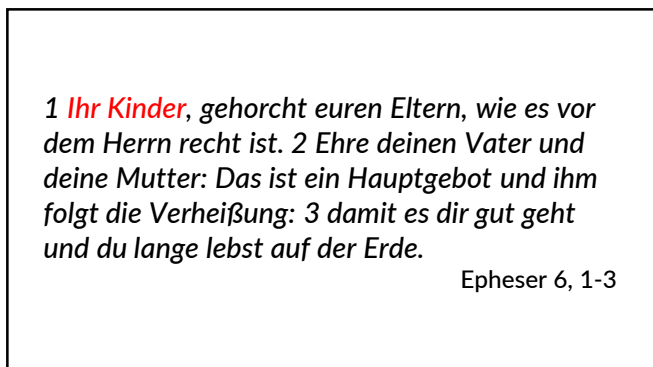 1 Ihr Kinder, gehorcht euren Eltern, wie es vor
dem Herrn recht ist. 2 Ehre deinen Vater und
deine Mutter: Das ist ein Hauptgebot und ihm
folgt die Verheißung: 3 damit es dir gut geht
und du lange lebst auf der Erde.
Epheser 6, 1-3